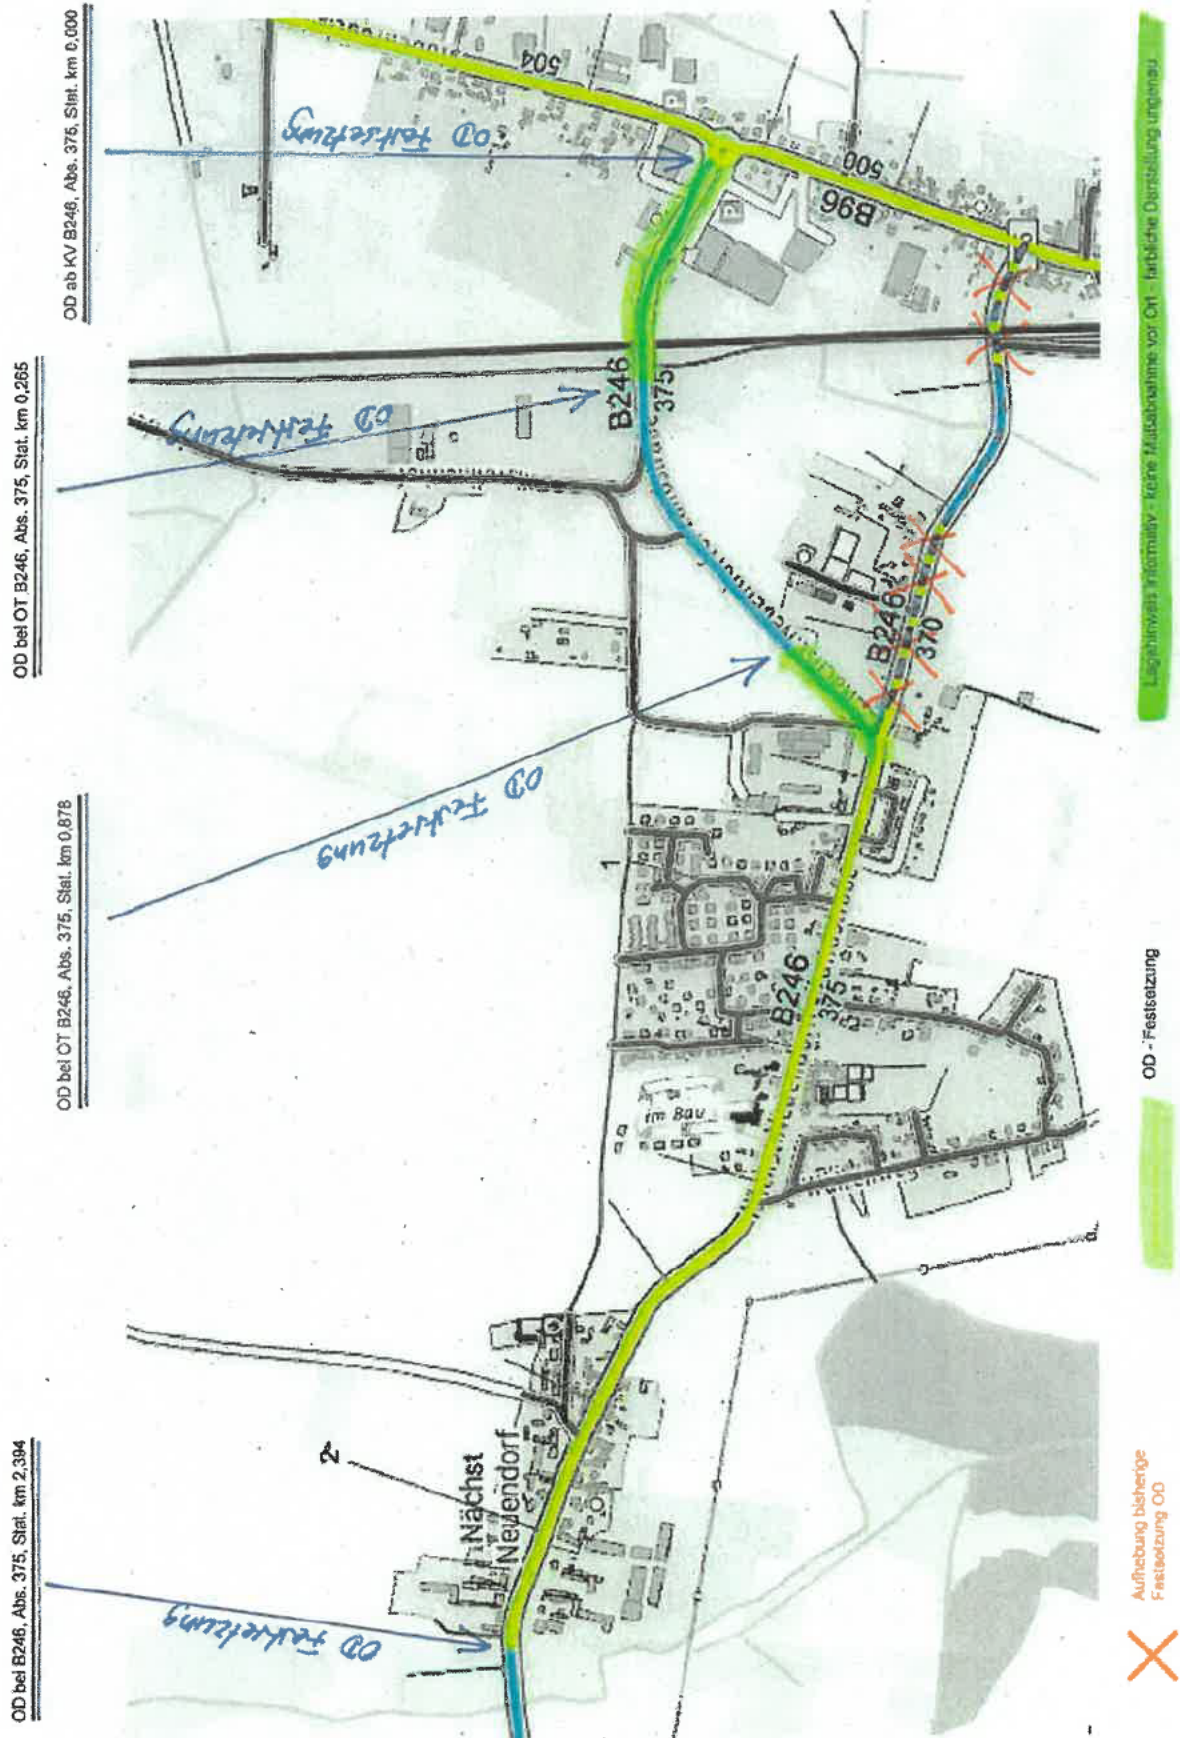 OD bei B246, Abs. 375, Stat. km 2,394
OD bei OT B246, Abs. 375, Stat. km 0,878
OD bei OT B246, Abs. 375, Stat. km 0,265
OD ab KV B246, Abs. 375, Stat. km 0,000
OD Festsetzung
OD Festsetzung
OD Festsetzung
OD Festsetzung
A
504
P
P
500
B96
B246
375
1
B246
370
B246
375
im Bau
2
Nächst
Neuendorf
Aufhebung bisherige
Festsetzung OD
OD - Festsetzung
Lagehinweis informativ - keine Maßnahme vor Ort - farbliche Darstellung ungenau